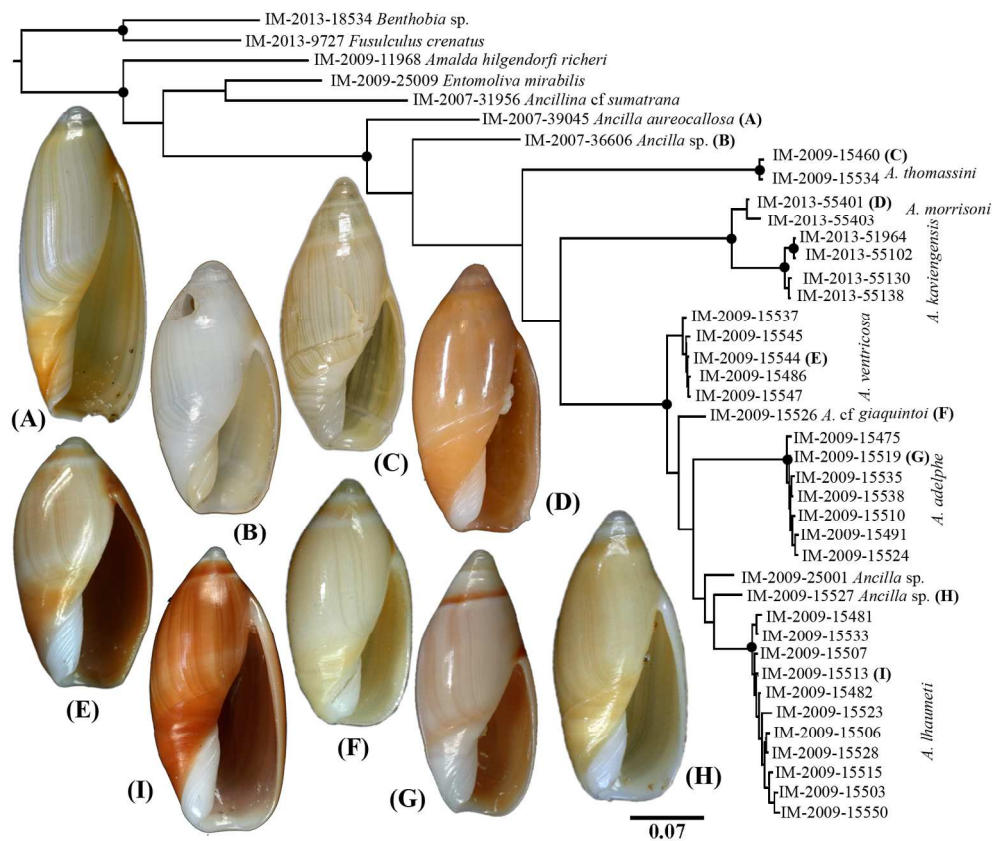 IM-2013-18534 Benthobia sp.
IM-2013-9727 Fusulculus crenatus
IM-2009-11968 Amalda hilgendorfi richeri
IM-2009-25009 Entomoliva mirabilis
IM-2007-31956 Ancillina cf sumatrana
IM-2007-39045 Ancilla aureocallosa (A)
IM-2007-36606 Ancilla sp. (B)
IM-2009-15460 (C)
IM-2009-15534
A. thomassini
IM-2013-55401 (D)
IM-2013-55403
A. morrisoni
IM-2013-51964
IM-2013-55102
IM-2013-55130
IM-2013-55138
A. kaviengensis
IM-2009-15537
IM-2009-15545
IM-2009-15544 (E)
IM-2009-15486
IM-2009-15547
A. ventricosa
IM-2009-15526 A. cf giaquintoi (F)
IM-2009-15475
IM-2009-15519 (G)
IM-2009-15535
IM-2009-15538
IM-2009-15510
IM-2009-15491
IM-2009-15524
A. adelphe
IM-2009-25001 Ancilla sp.
IM-2009-15527 Ancilla sp. (H)
IM-2009-15481
IM-2009-15533
IM-2009-15507
IM-2009-15513 (I)
IM-2009-15482
IM-2009-15523
IM-2009-15506
IM-2009-15528
IM-2009-15515
IM-2009-15503
IM-2009-15550
A. lhaumeti
(A)
(B)
(C)
(D)
(E)
(F)
(G)
(H)
(I)
0.07